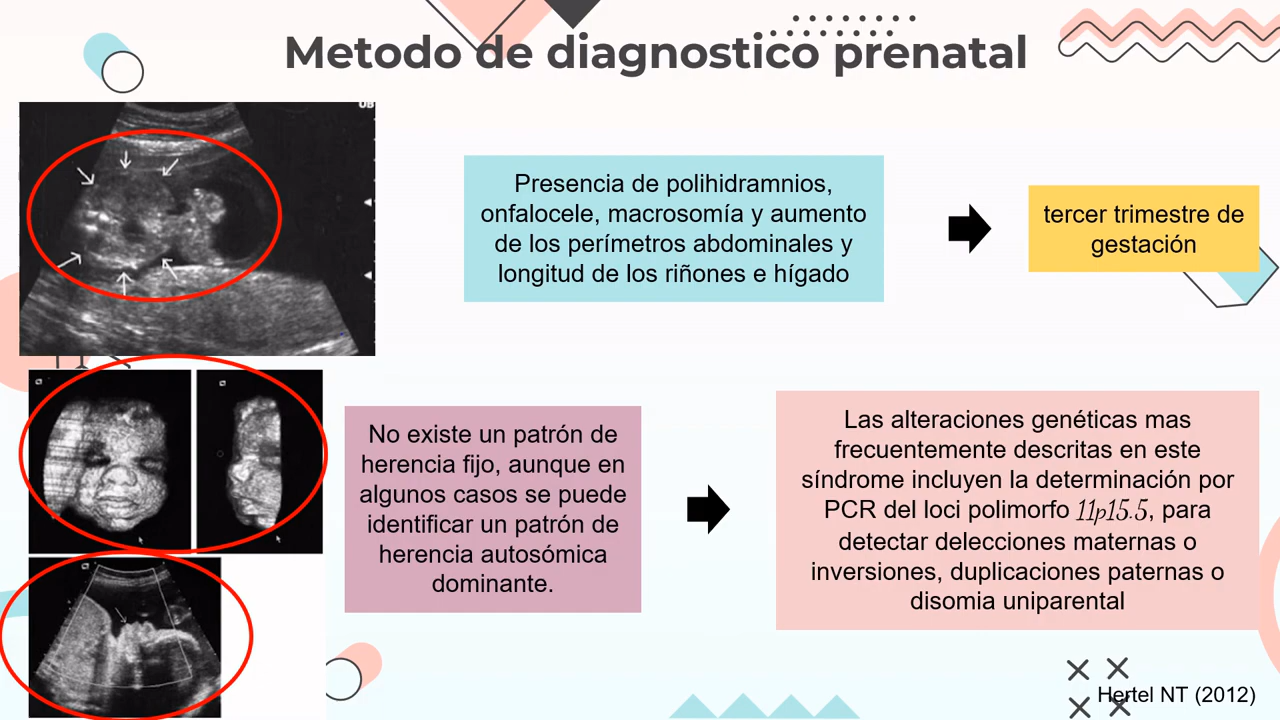 Metodo de diagnostico prenatal
Presencia de polihidramnios,
onfalocele, macrosomía y aumento
de los perímetros abdominales y
longitud de los riñones e hígado
tercer trimestre de
gestación
No existe un patrón de
herencia fijo, aunque en
algunos casos se puede
identificar un patrón de
herencia autosómica
dominante.
Las alteraciones genéticas mas
frecuentemente descritas en este
síndrome incluyen la determinación por
PCR del loci polimorfo 11p15.5, para
detectar delecciones maternas o
inversiones, duplicaciones paternas o
disomia uniparental
Hertel NT (2012)